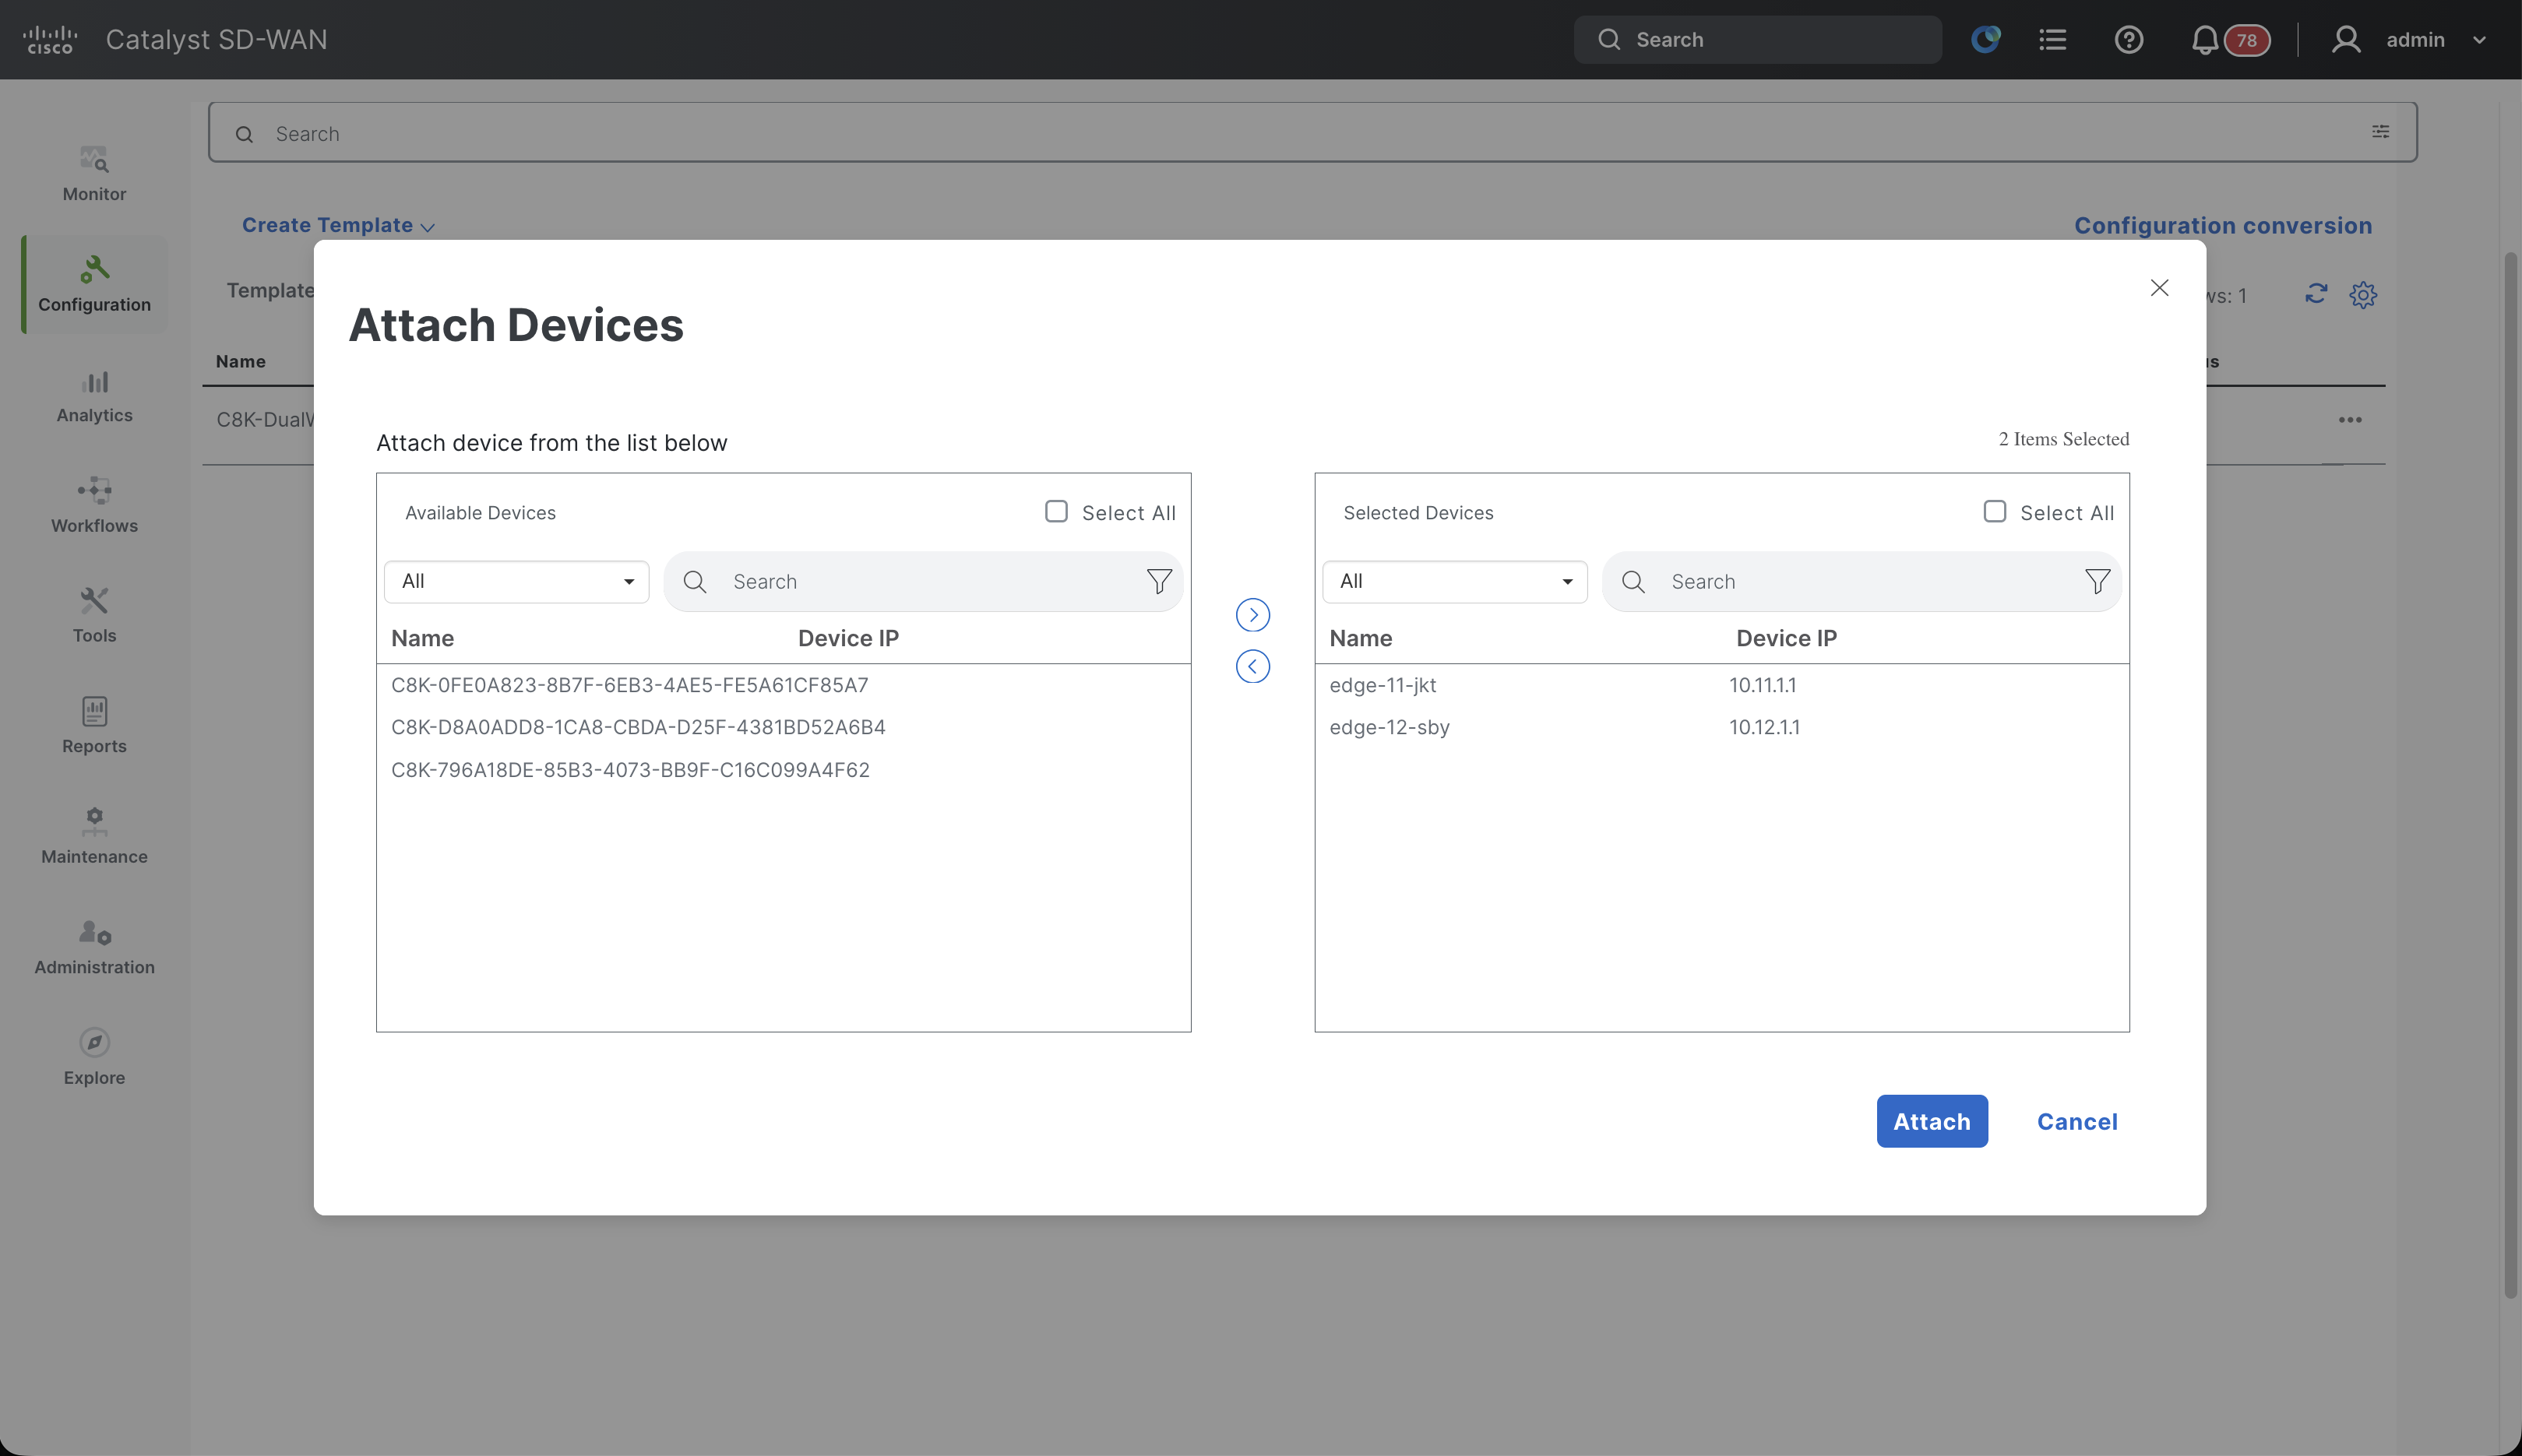 cisco
Catalyst SD-WAN
Search
78
admin
Search
Monitor
Configuration
Analytics
Workflows
Tools
Reports
Maintenance
Administration
Explore
Create Template
Configuration conversion
Template
ws: 1
Name
us
C8K-DualW
Attach Devices
Attach device from the list below
2 Items Selected
Available Devices
Select All
All
Search
Name Device IP
C8K-0FE0A823-8B7F-6EB3-4AE5-FE5A61CF85A7
C8K-D8A0ADD8-1CA8-CBDA-D25F-4381BD52A6B4
C8K-796A18DE-85B3-4073-BB9F-C16C099A4F62
Selected Devices
Select All
All
Search
Name Device IP
edge-11-jkt 10.11.1.1
edge-12-sby 10.12.1.1
Attach
Cancel